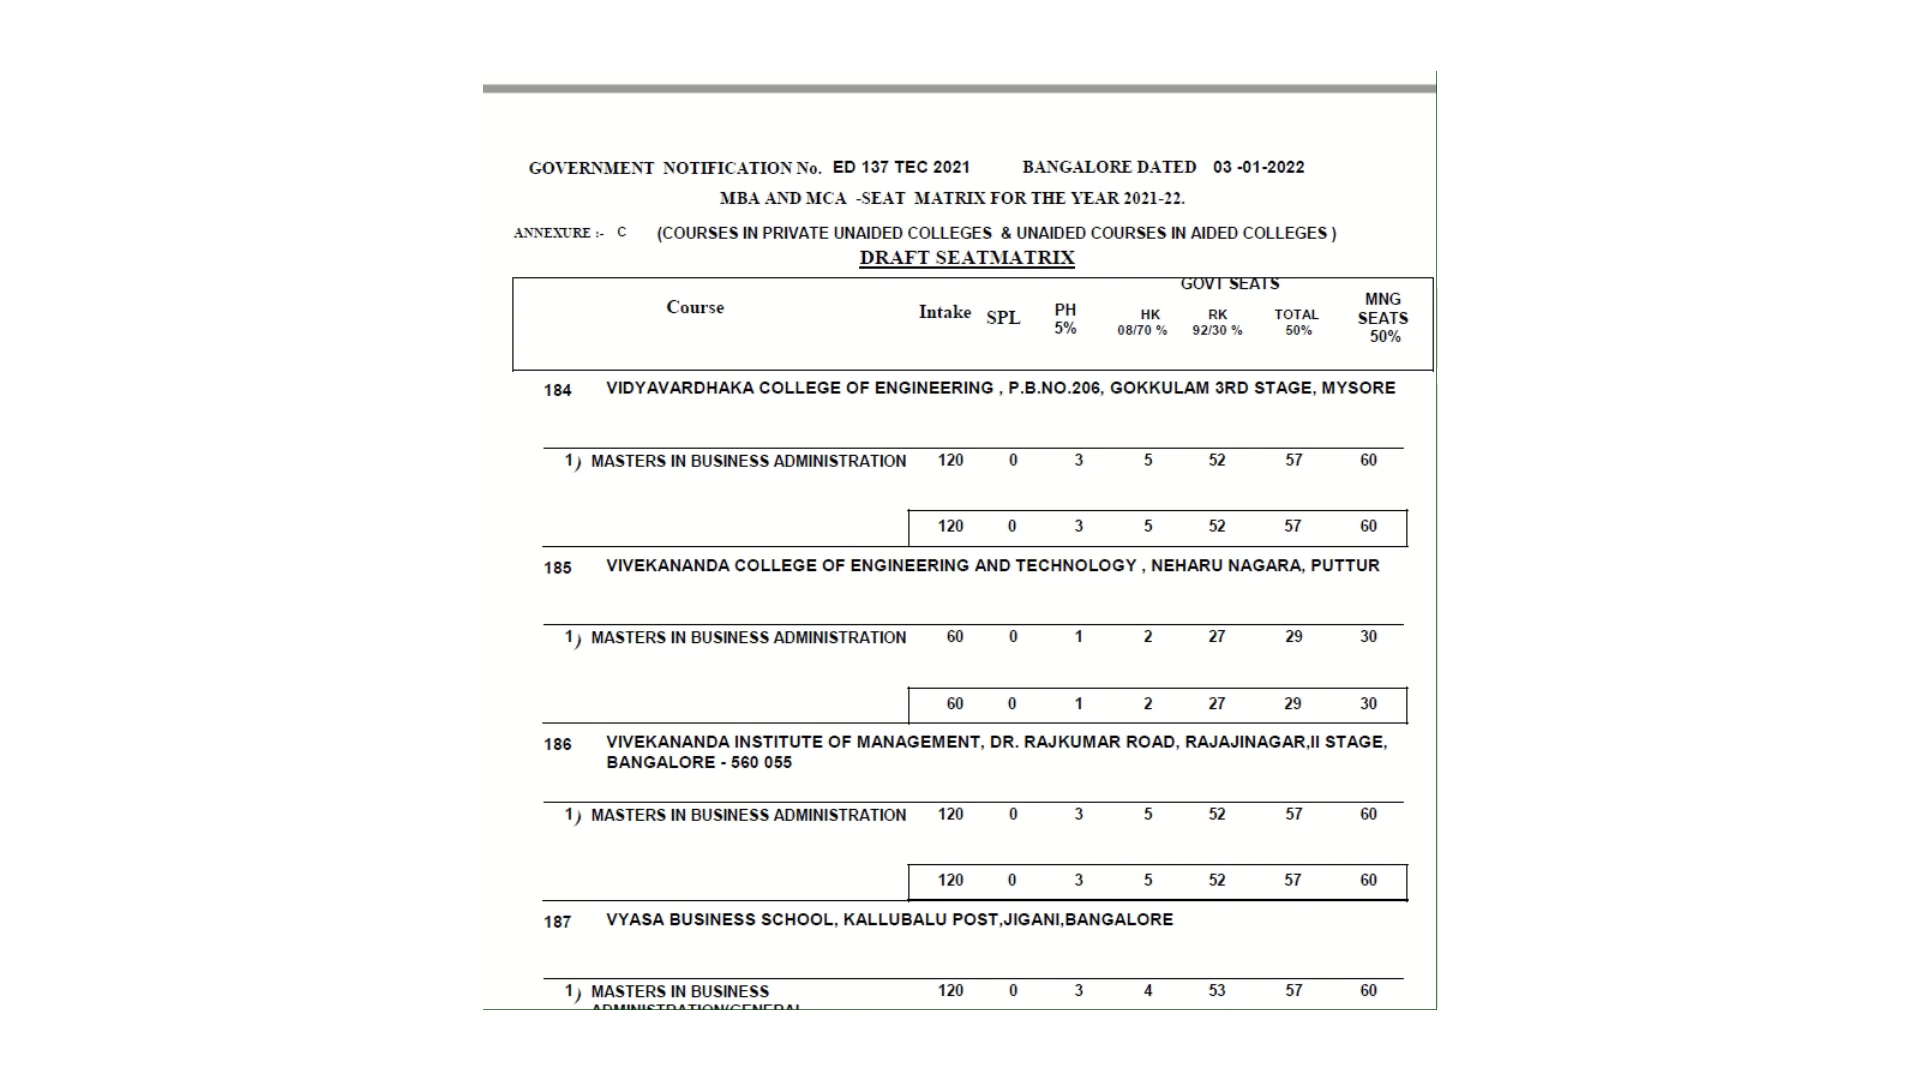 GOVERNMENT NOTIFICATION No. ED 137 TEC 2021 BANGALORE DATED 03 -01-2022
MBA AND MCA -SEAT MATRIX FOR THE YEAR 2021-22.
ANNEXURE :- C (COURSES IN PRIVATE UNAIDED COLLEGES & UNAIDED COURSES IN AIDED COLLEGES )
DRAFT SEATMATRIX
GOVT SEATS
Course Intake SPL PH 5% HK 08/70 % RK 92/30 % TOTAL 50% MNG SEATS 50%
184 VIDYAVARDHAKA COLLEGE OF ENGINEERING , P.B.NO.206, GOKKULAM 3RD STAGE, MYSORE
1) MASTERS IN BUSINESS ADMINISTRATION 120 0 3 5 52 57 60
120 0 3 5 52 57 60
185 VIVEKANANDA COLLEGE OF ENGINEERING AND TECHNOLOGY , NEHARU NAGARA, PUTTUR
1) MASTERS IN BUSINESS ADMINISTRATION 60 0 1 2 27 29 30
60 0 1 2 27 29 30
186 VIVEKANANDA INSTITUTE OF MANAGEMENT, DR. RAJKUMAR ROAD, RAJAJINAGAR,II STAGE,
BANGALORE - 560 055
1) MASTERS IN BUSINESS ADMINISTRATION 120 0 3 5 52 57 60
120 0 3 5 52 57 60
187 VYASA BUSINESS SCHOOL, KALLUBALU POST,JIGANI,BANGALORE
1) MASTERS IN BUSINESS 120 0 3 4 53 57 60
ADMINISTRATION(GENERAL